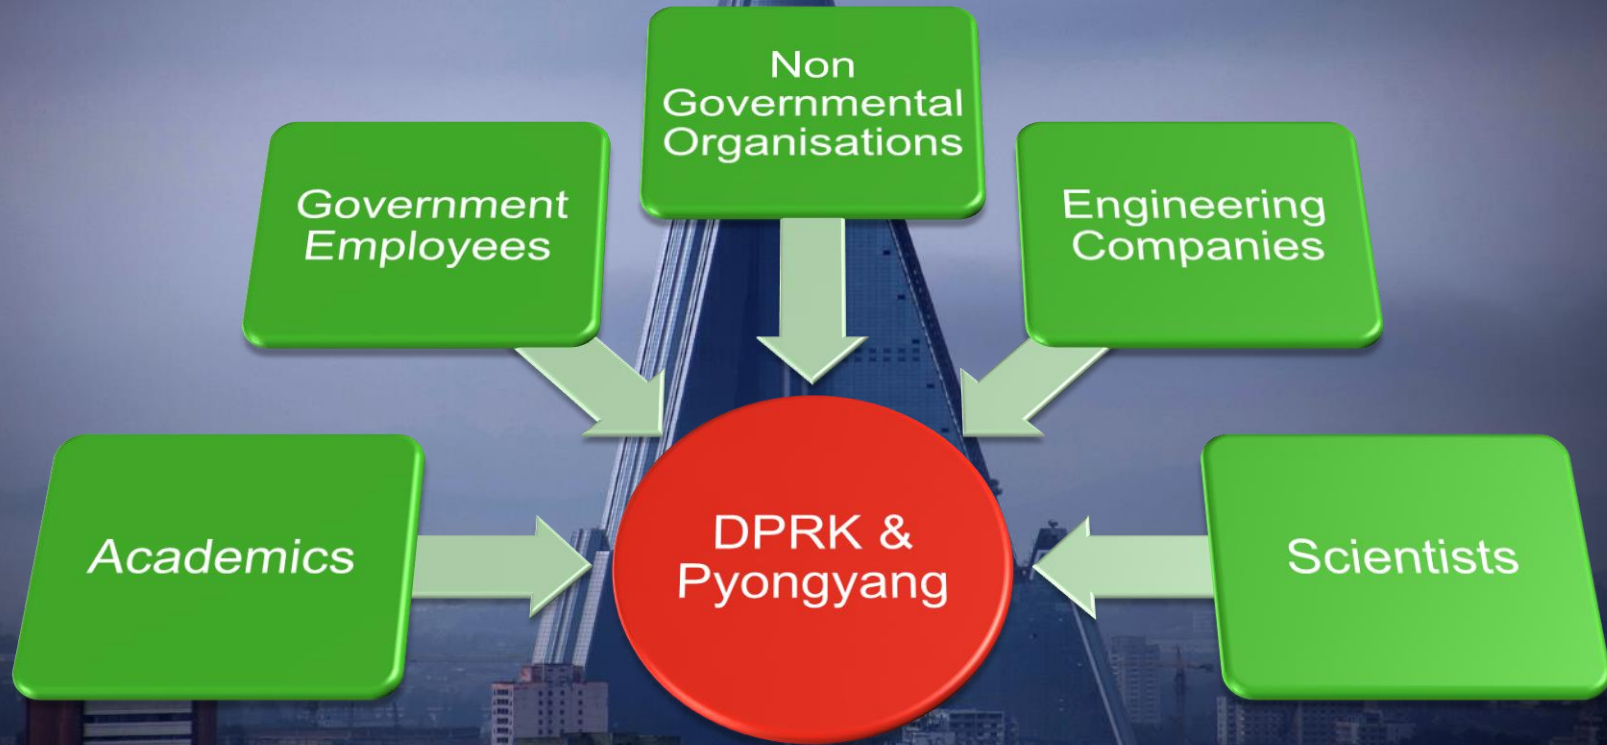 Non
Governmental
Organisations
Government
Employees
Engineering
Companies
Academics
DPRK &
Pyongyang
Scientists